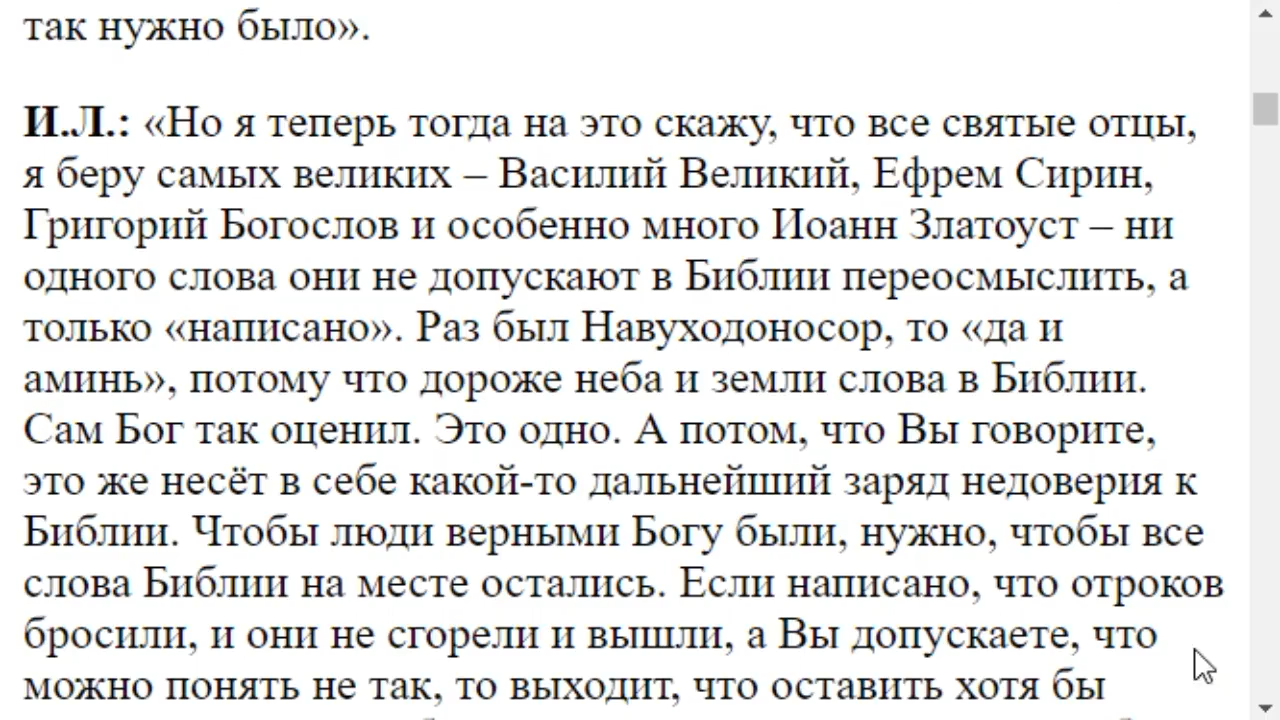 так нужно было».
И.Л.: «Но я теперь тогда на это скажу, что все святые отцы,
я беру самых великих – Василий Великий, Ефрем Сирин,
Григорий Богослов и особенно много Иоанн Златоуст – ни
одного слова они не допускают в Библии переосмыслить, а
только «написано». Раз был Навуходоносор, то «да и
аминь», потому что дороже неба и земли слова в Библии.
Сам Бог так оценил. Это одно. А потом, что Вы говорите,
это же несёт в себе какой-то дальнейший заряд недоверия к
Библии. Чтобы люди верными Богу были, нужно, чтобы все
слова Библии на месте остались. Если написано, что отроков
бросили, и они не сгорели и вышли, а Вы допускаете, что
можно понять не так, то выходит, что оставить хотя бы